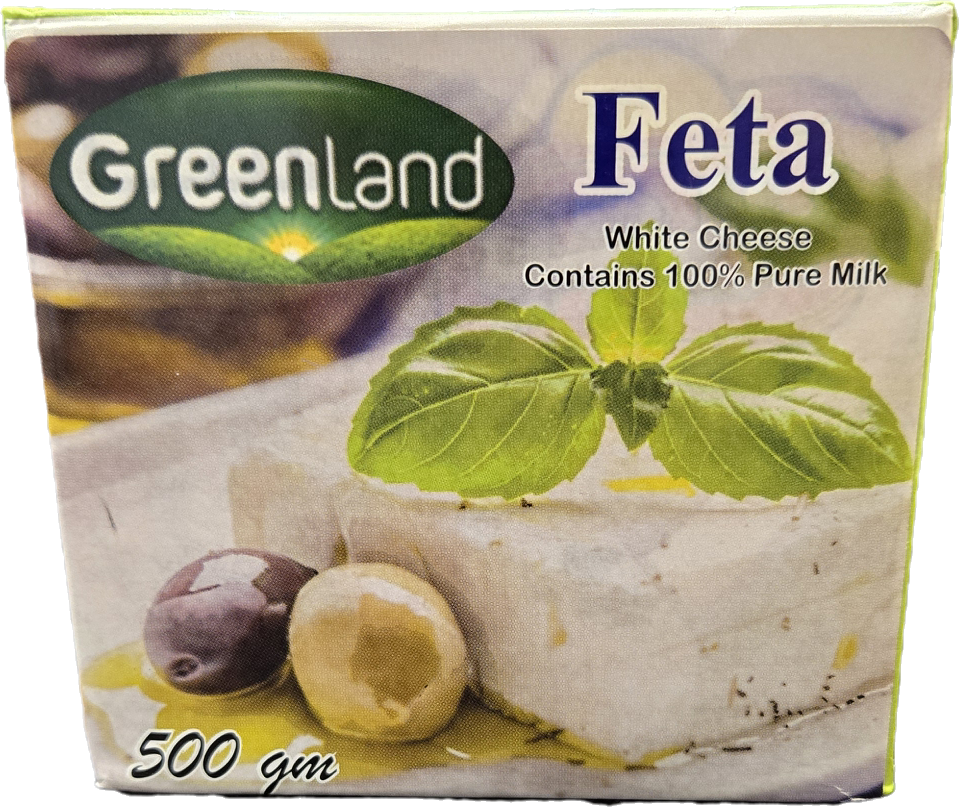 Greenland
Feta
White Cheese
Contains 100% Pure Milk
500 gm